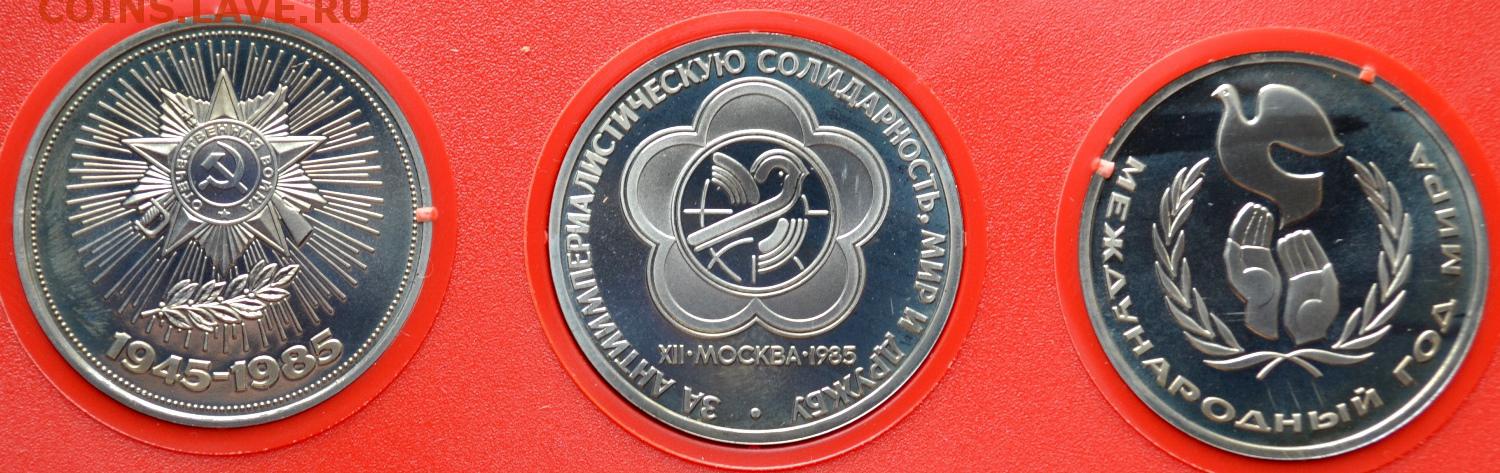 COINS.LAVE.RU
ОТЕЧЕСТВЕННАЯ ВОЙНА
1945-1985
ЗА АНТИИМПЕРИАЛИСТИЧЕСКУЮ СОЛИДАРНОСТЬ, МИР И ДРУЖБУ
XII·МОСКВА·1985
МЕЖДУНАРОДНЫЙ ГОД МИРА